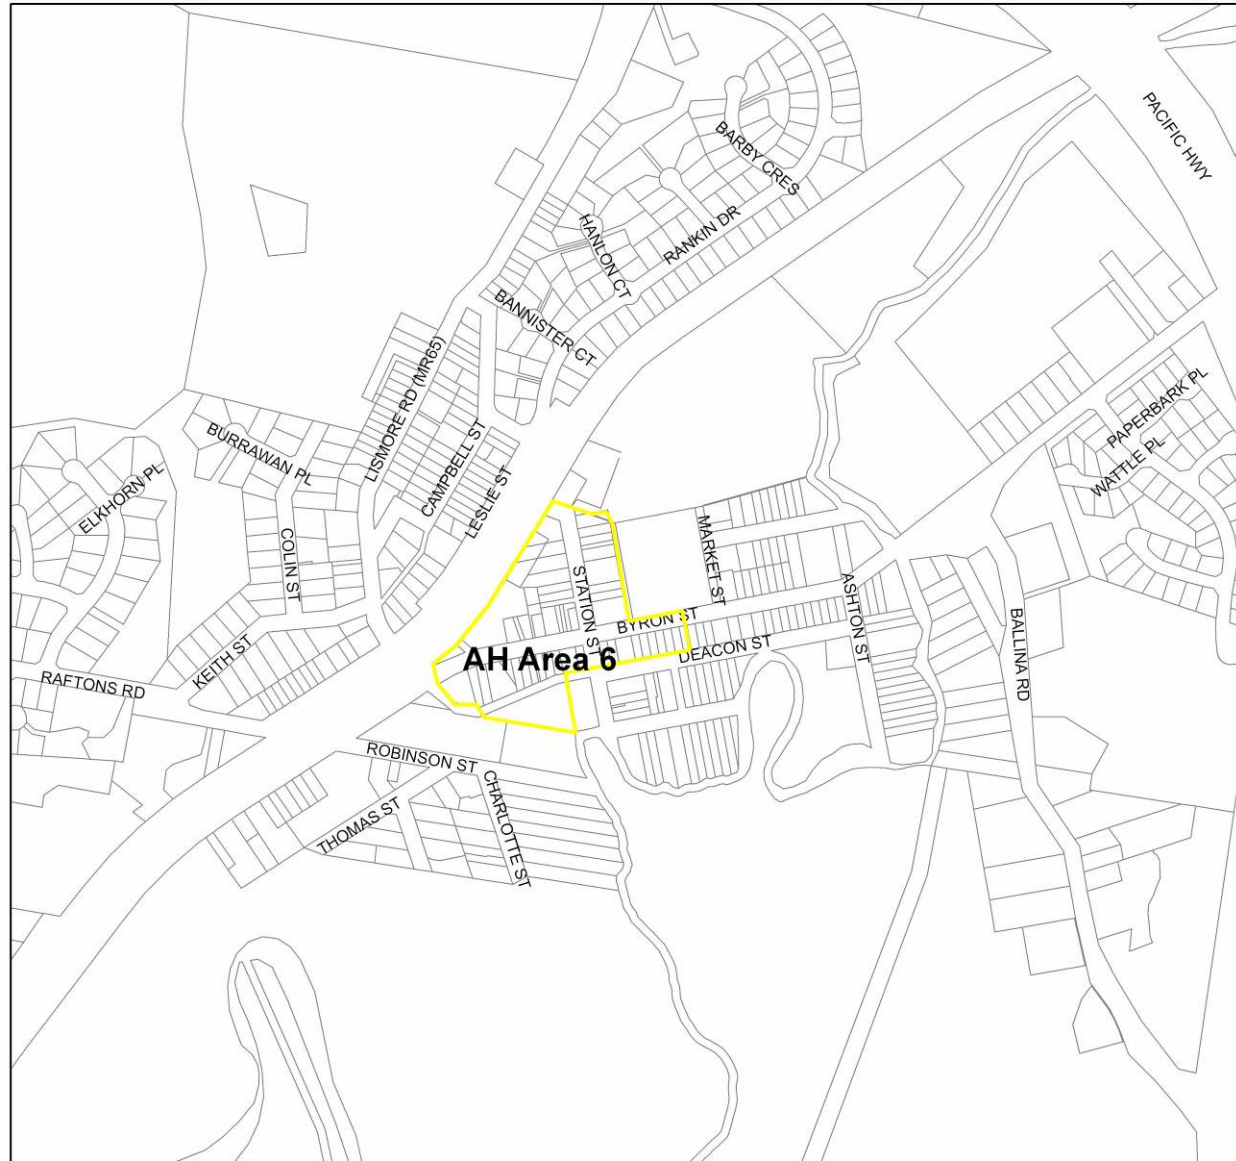 PACIFIC HWY
BARBY CRES
RANKIN DR
HANLON CT
BANNISTER CT
LISMORE RD (MR65)
PAPERBARK PL
WATTLE PL
BURRAWAN PL
CAMPBELL ST
ELKHORN PL
LESLIE ST
COLIN ST
MARKET ST
STATION ST
ASHTON ST
BYRON ST
DEACON ST
BALLINA RD
KEITH ST
AH Area 6
RAFTONS RD
ROBINSON ST
THOMAS ST
CHARLOTTE ST